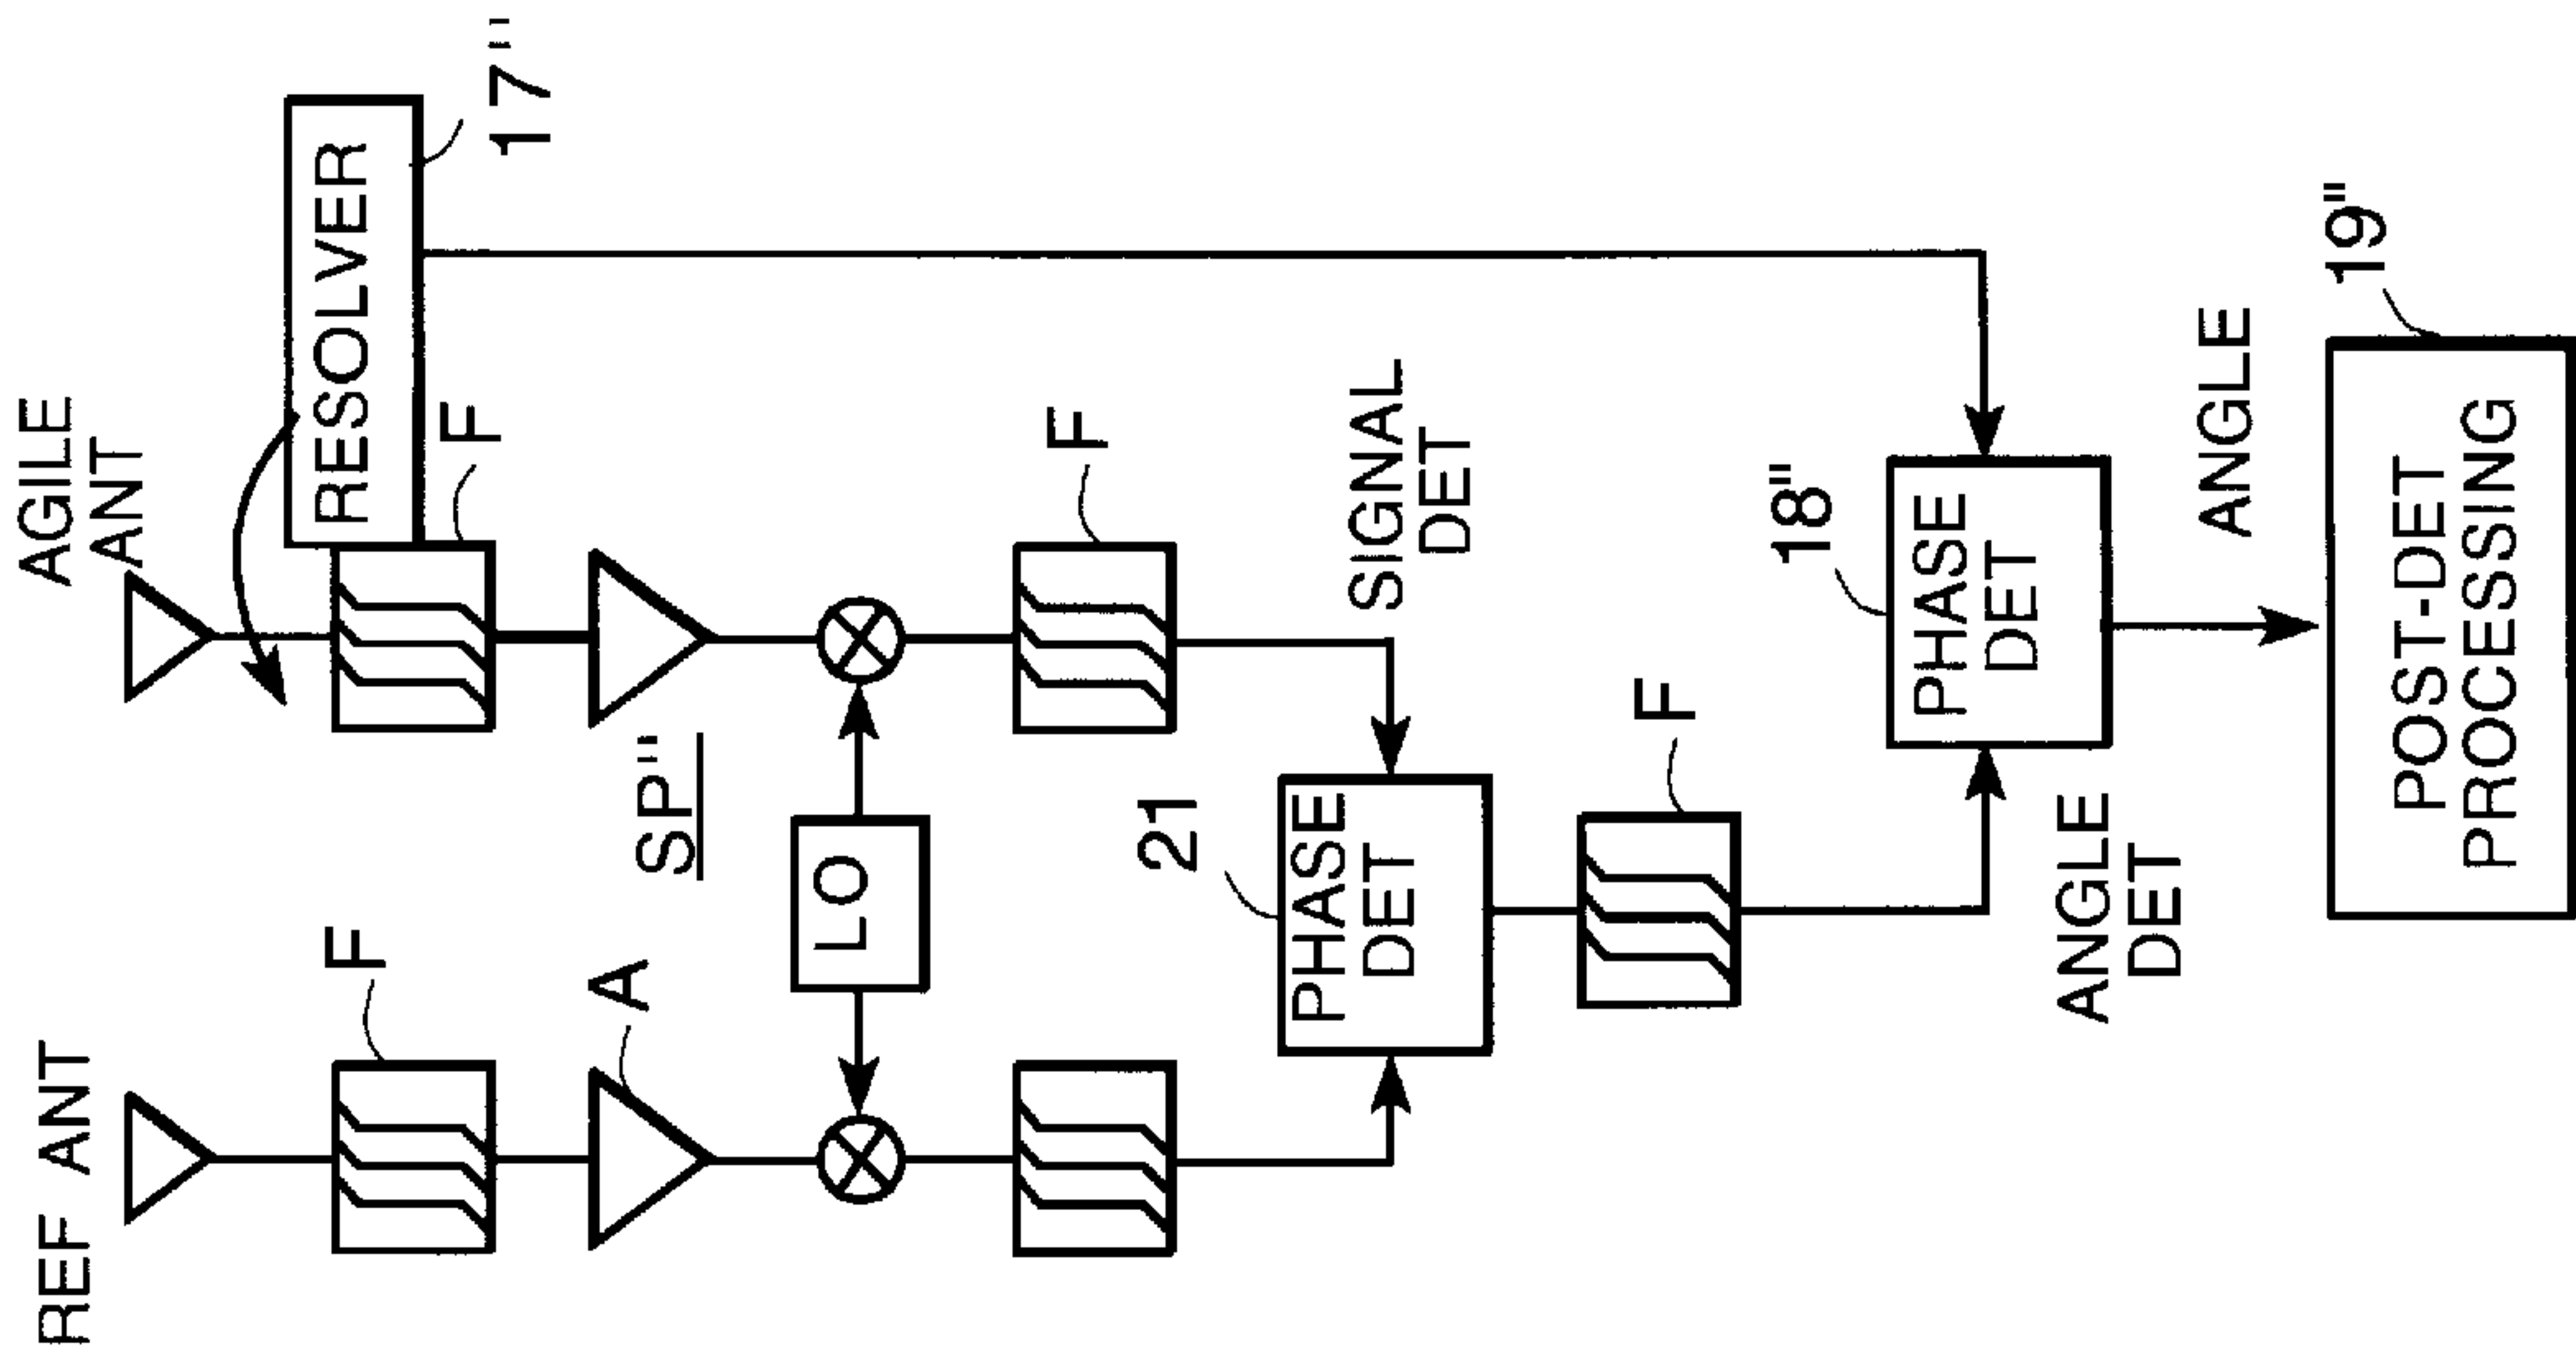 REF ANT
AGILE
ANT
RESOLVER
17"
F
F
A
SP"
LO
F
SIGNAL
DET
21
PHASE
DET
F
18"
PHASE
DET
ANGLE
DET
ANGLE
19"
POST-DET
PROCESSING